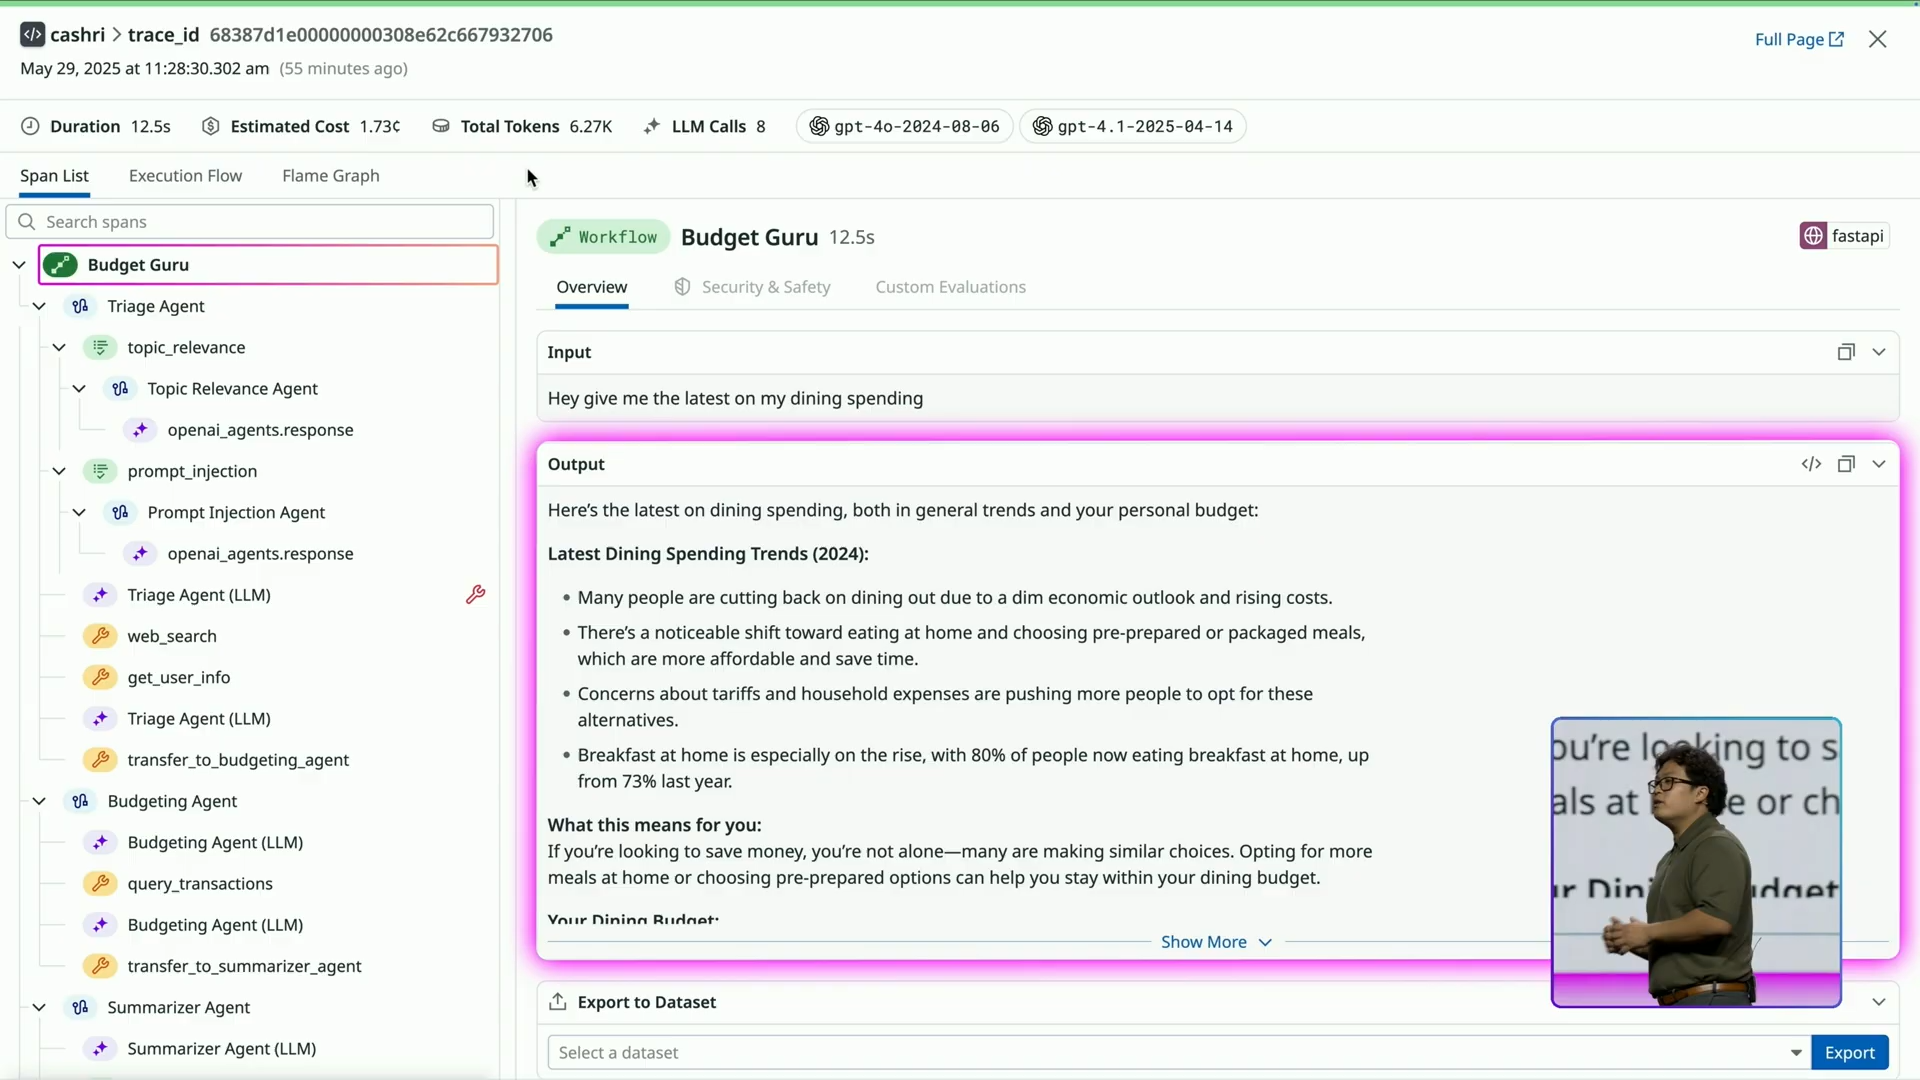 cashri > trace_id 68387d1e00000000308e62c667932706
Full Page
May 29, 2025 at 11:28:30.302 am (55 minutes ago)
Duration 12.5s Estimated Cost 1.73¢ Total Tokens 6.27K LLM Calls 8 gpt-4o-2024-08-06 gpt-4.1-2025-04-14
Span List Execution Flow Flame Graph
Search spans
Budget Guru
Triage Agent
topic_relevance
Topic Relevance Agent
openai_agents.response
prompt_injection
Prompt Injection Agent
openai_agents.response
Triage Agent (LLM)
web_search
get_user_info
Triage Agent (LLM)
transfer_to_budgeting_agent
Budgeting Agent
Budgeting Agent (LLM)
query_transactions
Budgeting Agent (LLM)
transfer_to_summarizer_agent
Summarizer Agent
Summarizer Agent (LLM)
Workflow Budget Guru 12.5s
fastapi
Overview Security & Safety Custom Evaluations
Input
Hey give me the latest on my dining spending
Output
Here’s the latest on dining spending, both in general trends and your personal budget:
Latest Dining Spending Trends (2024):
• Many people are cutting back on dining out due to a dim economic outlook and rising costs.
• There’s a noticeable shift toward eating at home and choosing pre-prepared or packaged meals,
which are more affordable and save time.
• Concerns about tariffs and household expenses are pushing more people to opt for these
alternatives.
• Breakfast at home is especially on the rise, with 80% of people now eating breakfast at home, up
from 73% last year.
What this means for you:
If you’re looking to save money, you’re not alone—many are making similar choices. Opting for more
meals at home or choosing pre-prepared options can help you stay within your dining budget.
Your Dining Budget:
Show More
Export to Dataset
Select a dataset
Export
ou’re looking to s
als at e or ch
r Dini udget